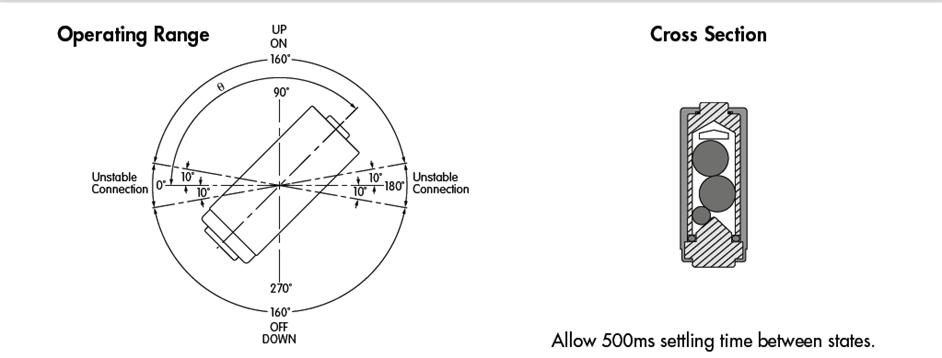 Operating Range
UP
ON
160°
θ
90°
Unstable
Connection
0°
10°
10°
10°
10°
180°
Unstable
Connection
270°
160°
OFF
DOWN
Cross Section
Allow 500ms settling time between states.